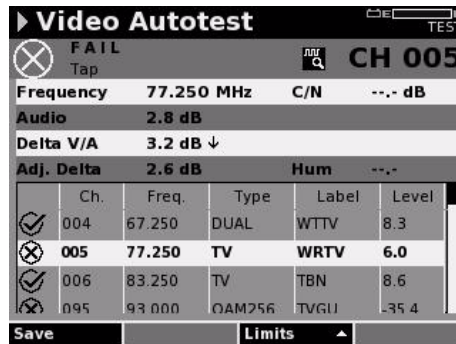 Video Autotest
E
TEST
FAIL
Tap
CH 005
Frequency 77.250 MHz C/N --.- dB
Audio 2.8 dB
Delta V/A 3.2 dB ↓
Adj. Delta 2.6 dB Hum --.-
Ch. Freq. Type Label Level
004 67.250 DUAL WTTV 8.3
005 77.250 TV WRTV 6.0
006 83.250 TV TBN 8.6
095 93.000 QAM256 TVGU -35.4
Save Limits